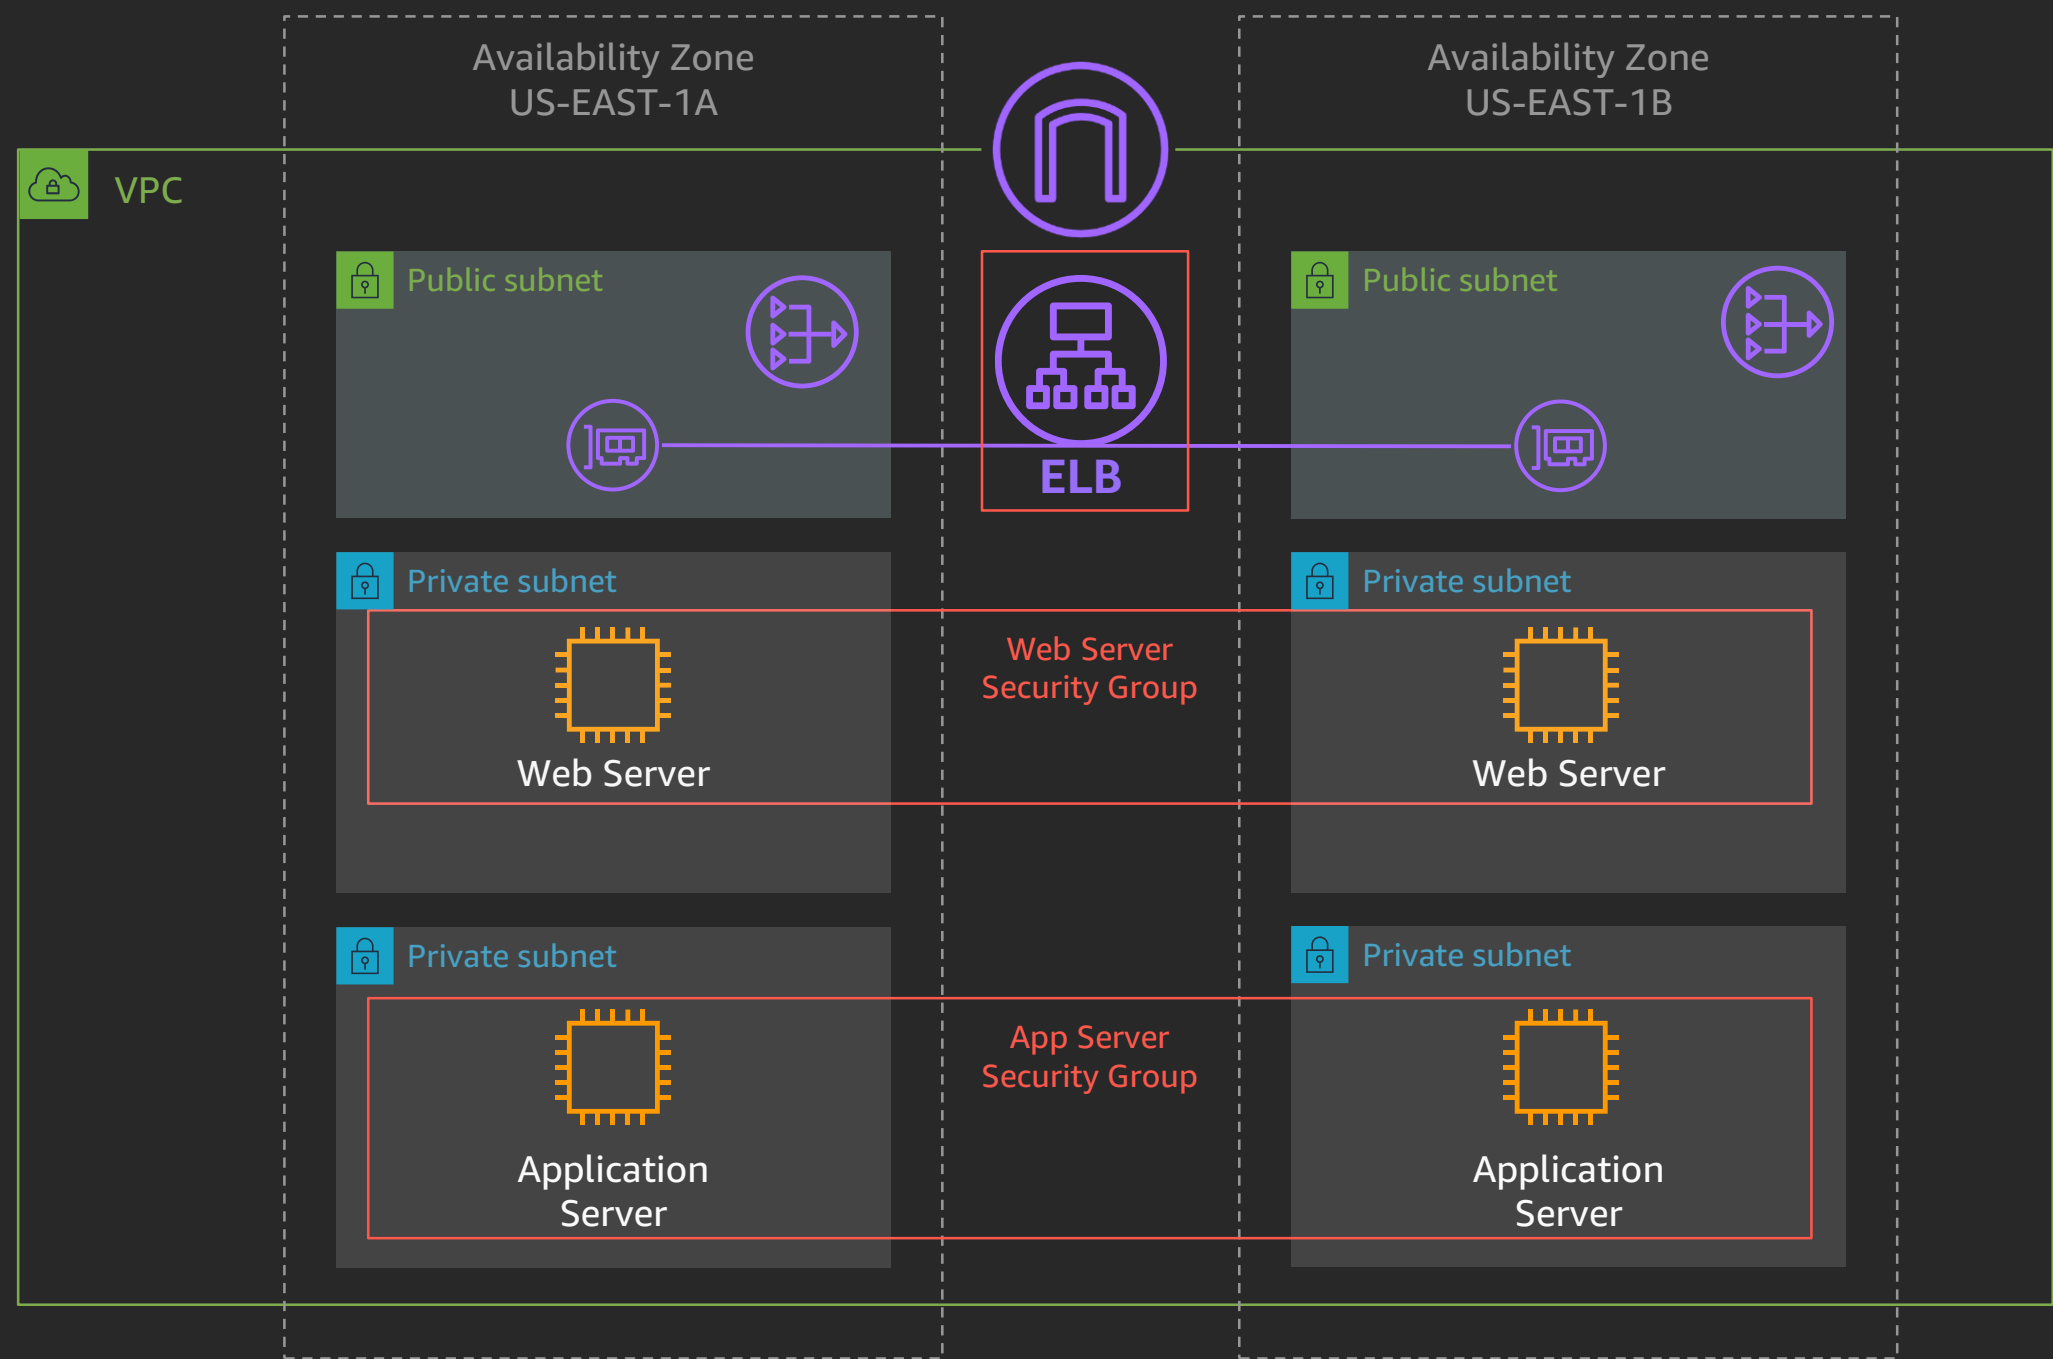 Availability Zone
US-EAST-1A
Availability Zone
US-EAST-1B
VPC
Public subnet
Public subnet
ELB
Private subnet
Private subnet
Web Server
Security Group
Web Server
Web Server
Private subnet
Private subnet
App Server
Security Group
Application
Server
Application
Server